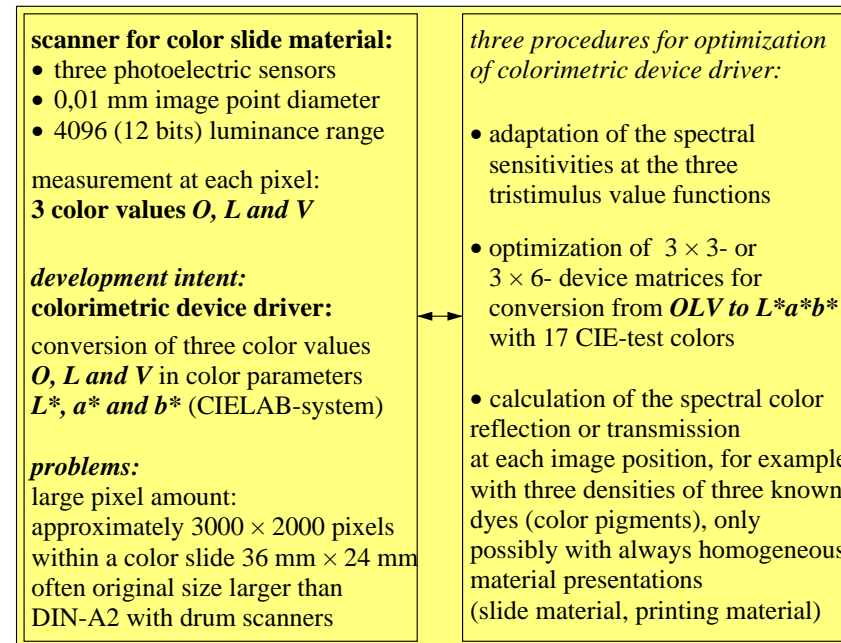 scanner for color slide material:
• three photoelectric sensors
• 0,01 mm image point diameter
• 4096 (12 bits) luminance range
measurement at each pixel:
3 color values O, L and V
development intent:
colorimetric device driver:
conversion of three color values
O, L and V in color parameters
L*, a* and b* (CIELAB-system)
problems:
large pixel amount:
approximately 3000 × 2000 pixels
within a color slide 36 mm × 24 mm
often original size larger than
DIN-A2 with drum scanners
three procedures for optimization
of colorimetric device driver:
• adaptation of the spectral
sensitivities at the three
tristimulus value functions
• optimization of 3 × 3- or
3 × 6- device matrices for
conversion from OLV to L*a*b*
with 17 CIE-test colors
• calculation of the spectral color
reflection or transmission
at each image position, for example
with three densities of three known
dyes (color pigments), only
possibly with always homogeneous
material presentations
(slide material, printing material)